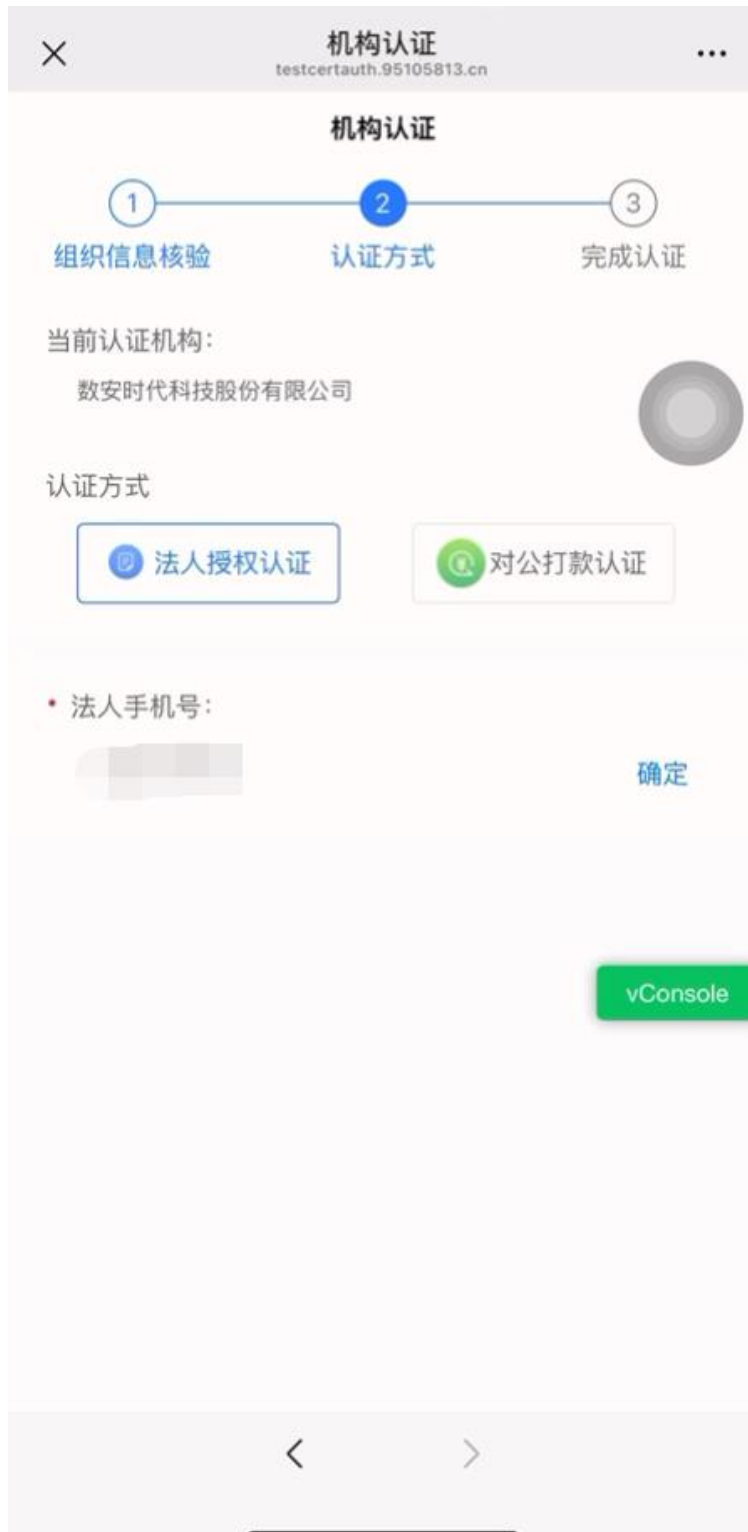 机构认证
testcertauth.95105813.cn
机构认证
1 2 3
组织信息核验 认证方式 完成认证
当前认证机构:
数安时代科技股份有限公司
认证方式
法人授权认证 对公打款认证
• 法人手机号:
确定
vConsole